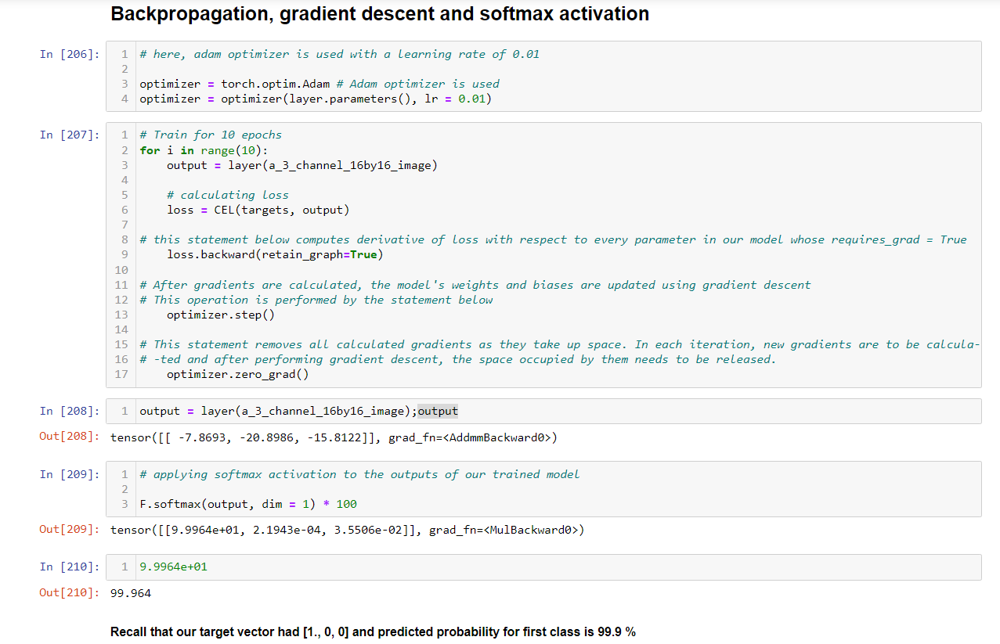 Backpropagation, gradient descent and softmax activation
In [206]:
1 # here, adam optimizer is used with a learning rate of 0.01
2
3 optimizer = torch.optim.Adam # Adam optimizer is used
4 optimizer = optimizer(layer.parameters(), lr = 0.01)
In [207]:
1 # Train for 10 epochs
2 for i in range(10):
3     output = layer(a_3_channel_16by16_image)
4
5     # calculating loss
6     loss = CEL(targets, output)
7
8 # this statement below computes derivative of loss with respect to every parameter in our model whose requires_grad = True
9     loss.backward(retain_graph=True)
10
11 # After gradients are calculated, the model's weights and biases are updated using gradient descent
12 # This operation is performed by the statement below
13     optimizer.step()
14
15 # This statement removes all calculated gradients as they take up space. In each iteration, new gradients are to be calcula-
16 # -ted and after performing gradient descent, the space occupied by them needs to be released.
17     optimizer.zero_grad()
In [208]:
1 output = layer(a_3_channel_16by16_image);output
Out[208]: tensor([[ -7.8693, -20.8986, -15.8122]], grad_fn=<AddmmBackward0>)
In [209]:
1 # applying softmax activation to the outputs of our trained model
2
3 F.softmax(output, dim = 1) * 100
Out[209]: tensor([[9.9964e+01, 2.1943e-04, 3.5506e-02]], grad_fn=<MulBackward0>)
In [210]:
1 9.9964e+01
Out[210]: 99.964
Recall that our target vector had [1., 0, 0] and predicted probability for first class is 99.9 %